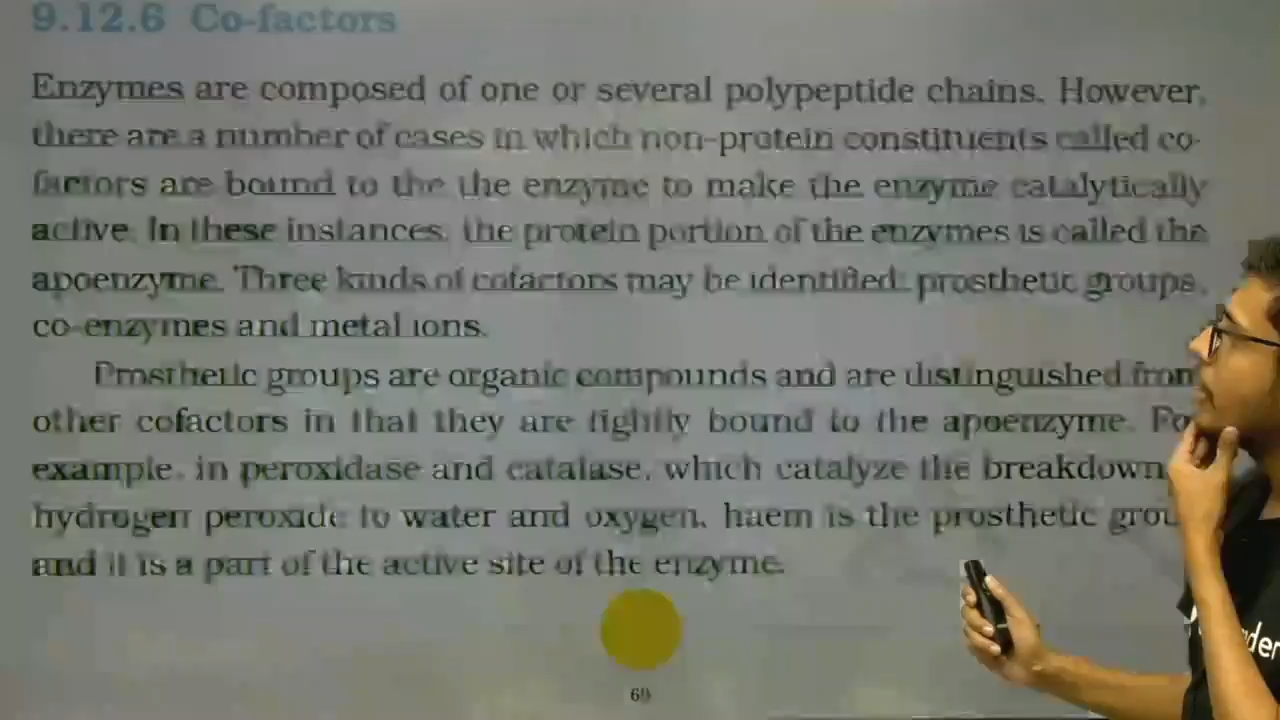 9.12.6 Co-factors
Enzymes are composed of one or several polypeptide chains. However,
there are a number of cases in which non-protein constituents called co-
factors are bound to the the enzyme to make the enzyme catalytically
active. In these instances, the protein portion of the enzymes is called the
apoenzyme. Three kinds of cofactors may be identified: prosthetic groups,
co-enzymes and metal ions.
Prosthetic groups are organic compounds and are distinguished from
other cofactors in that they are tightly bound to the apoenzyme.
example, in peroxidase and catalase, which catalyze the breakdown
hydrogen peroxide to water and oxygen, haem is the prosthetic
and it is a part of the active site of the enzyme.